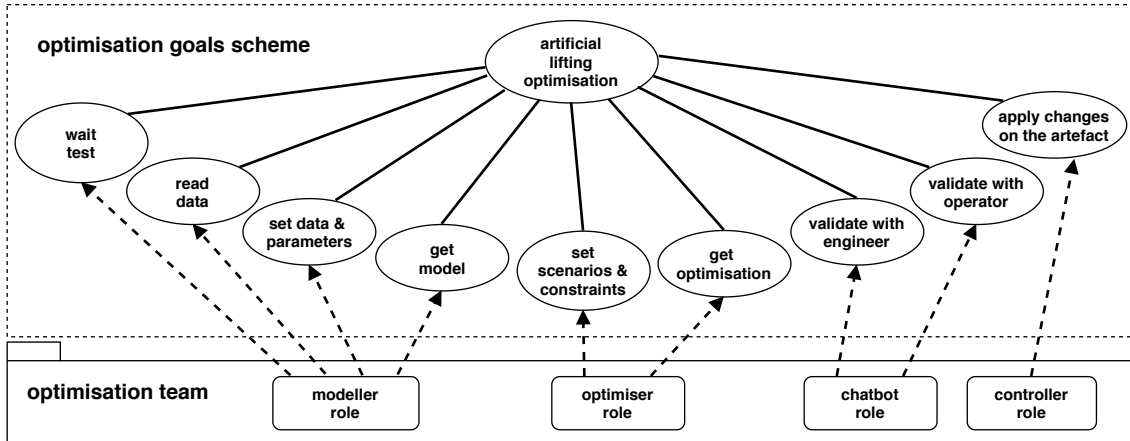 optimisation goals scheme
artificial
lifting
optimisation
wait
test
read
data
set data &
parameters
get
model
set
scenarios &
constraints
get
optimisation
validate with
engineer
validate with
operator
apply changes
on the artefact
optimisation team
modeller
role
optimiser
role
chatbot
role
controller
role